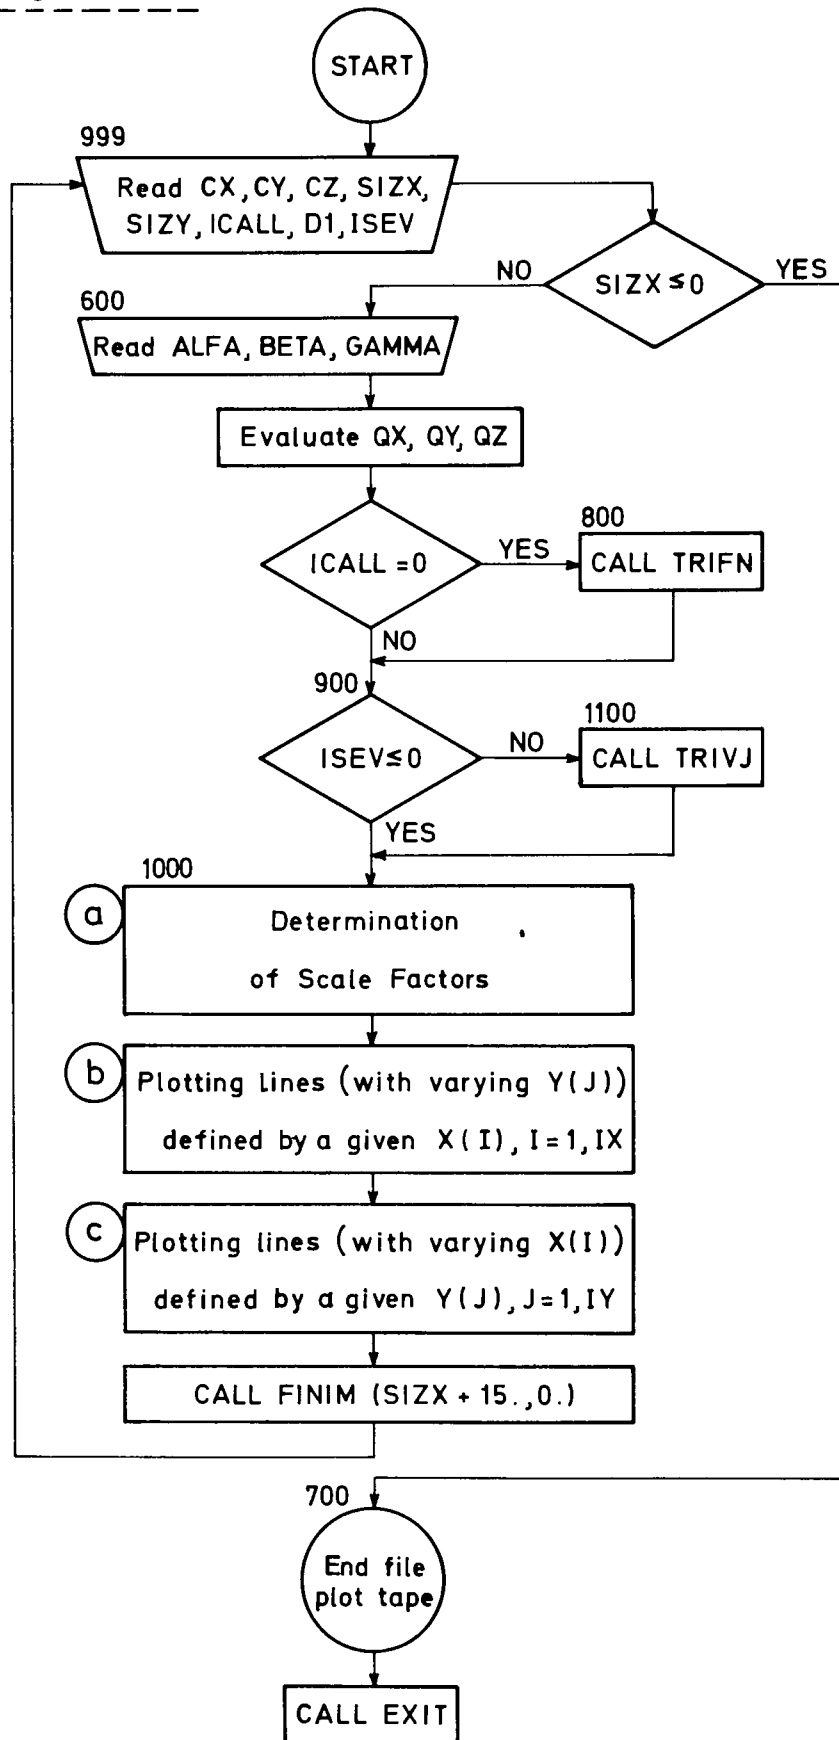 START
999
Read CX, CY, CZ, SIZX,
SIZY, ICALL, D1, ISEV
SIZX ≤ 0
NO
YES
600
Read ALFA, BETA, GAMMA
Evaluate QX, QY, QZ
ICALL = 0
YES
800
CALL TRIFN
NO
900
ISEV ≤ 0
NO
1100
CALL TRIVJ
YES
1000
a
Determination
of Scale Factors
b
Plotting lines (with varying Y(J))
defined by a given X(I), I = 1, IX
c
Plotting lines (with varying X(I))
defined by a given Y(J), J = 1, IY
CALL FINIM (SIZX + 15., 0.)
700
End file
plot tape
CALL EXIT